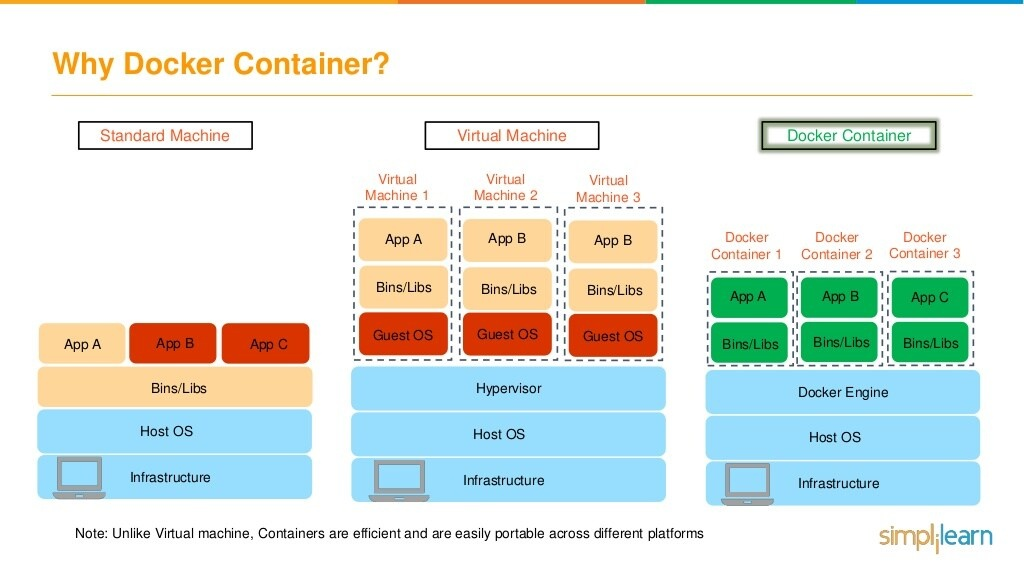 Why Docker Container?
Standard Machine
App A
App B
App C
Bins/Libs
Host OS
Infrastructure
Virtual Machine
Virtual
Machine 1
Virtual
Machine 2
Virtual
Machine 3
App A
App B
App B
Bins/Libs
Bins/Libs
Bins/Libs
Guest OS
Guest OS
Guest OS
Hypervisor
Host OS
Infrastructure
Docker Container
Docker
Container 1
Docker
Container 2
Docker
Container 3
App A
App B
App C
Bins/Libs
Bins/Libs
Bins/Libs
Docker Engine
Host OS
Infrastructure
Note: Unlike Virtual machine, Containers are efficient and are easily portable across different platforms
simplilearn